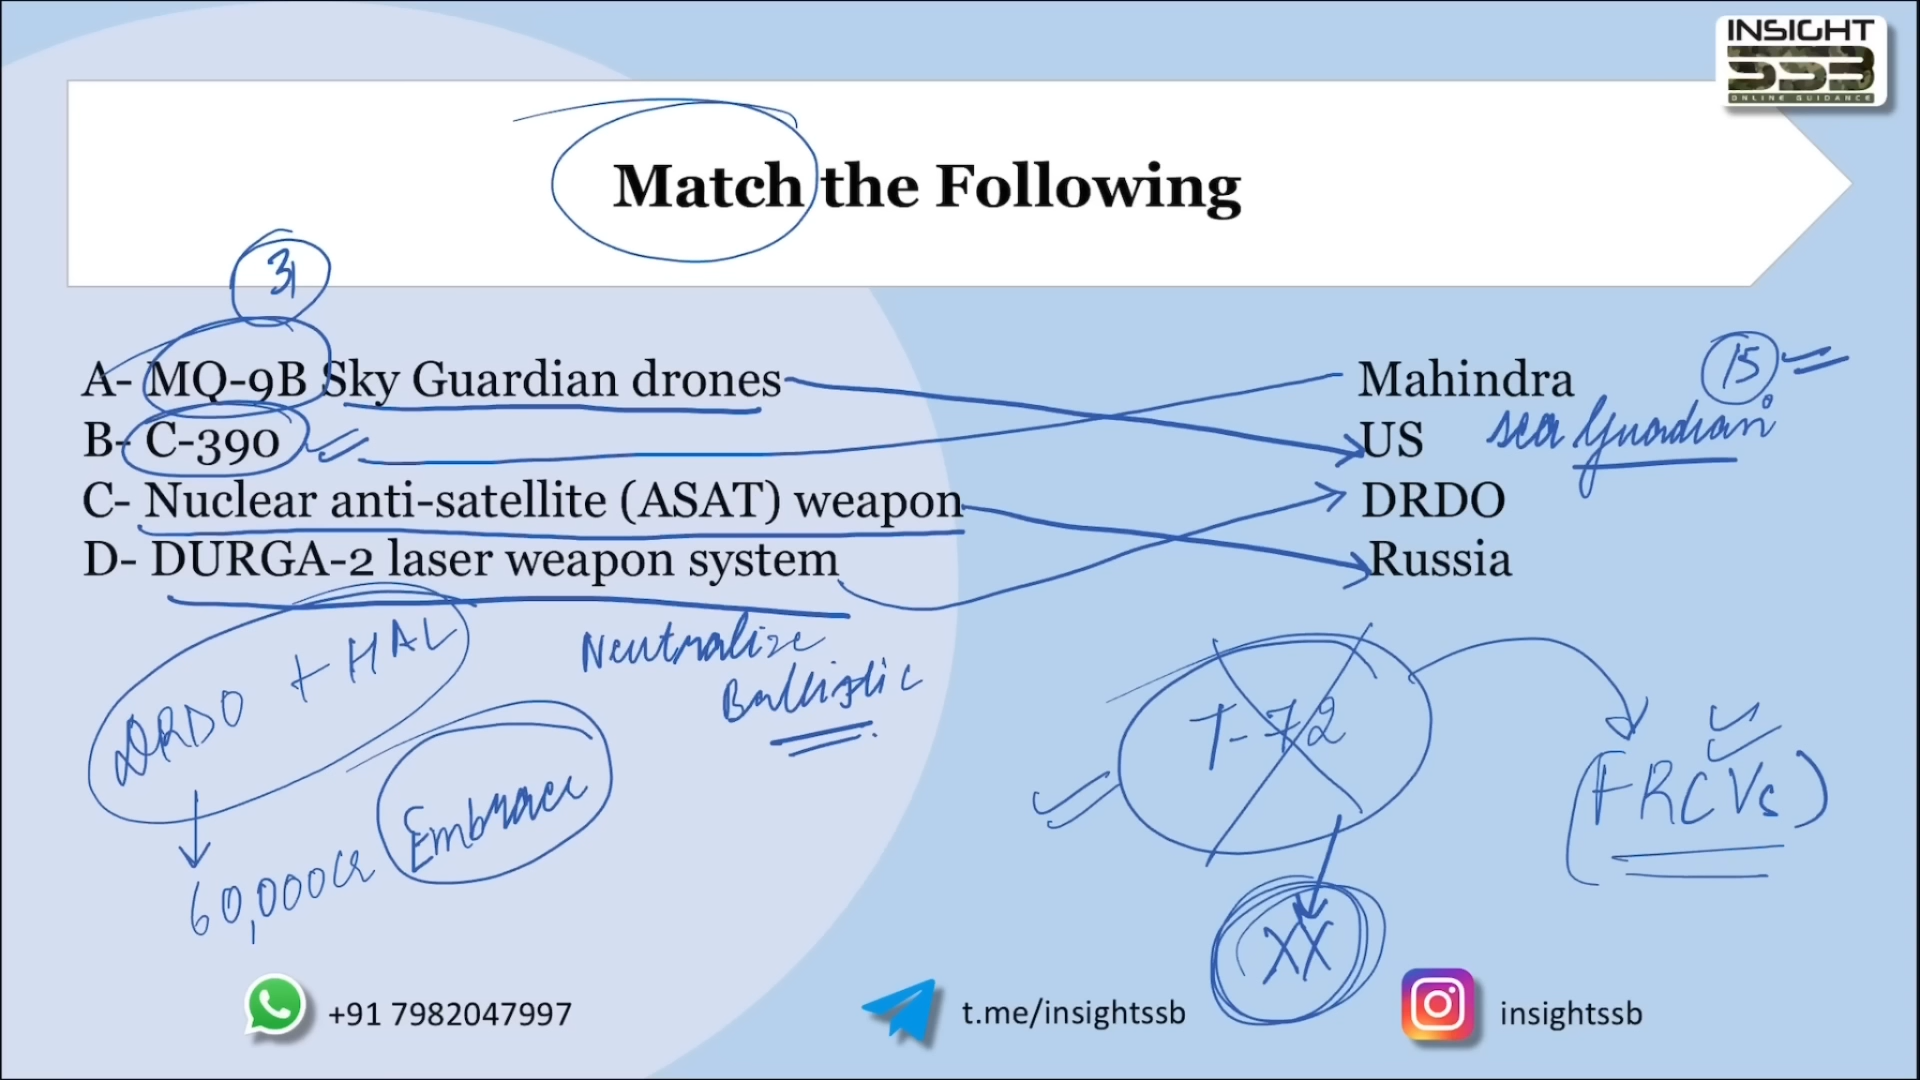 INSIGHT
SSB
ONLINE GUIDANCE
Match the Following
31
A- MQ-9B Sky Guardian drones
Mahindra
15
B- C-390
US
Sea Guardian
C- Nuclear anti-satellite (ASAT) weapon
DRDO
D- DURGA-2 laser weapon system
Russia
DRDO + HAL
Neutralize
Ballistic
T-72
(FRCVs)
Embraer
60,000 cr
XX
+91 7982047997
t.me/insightssb
insightssb